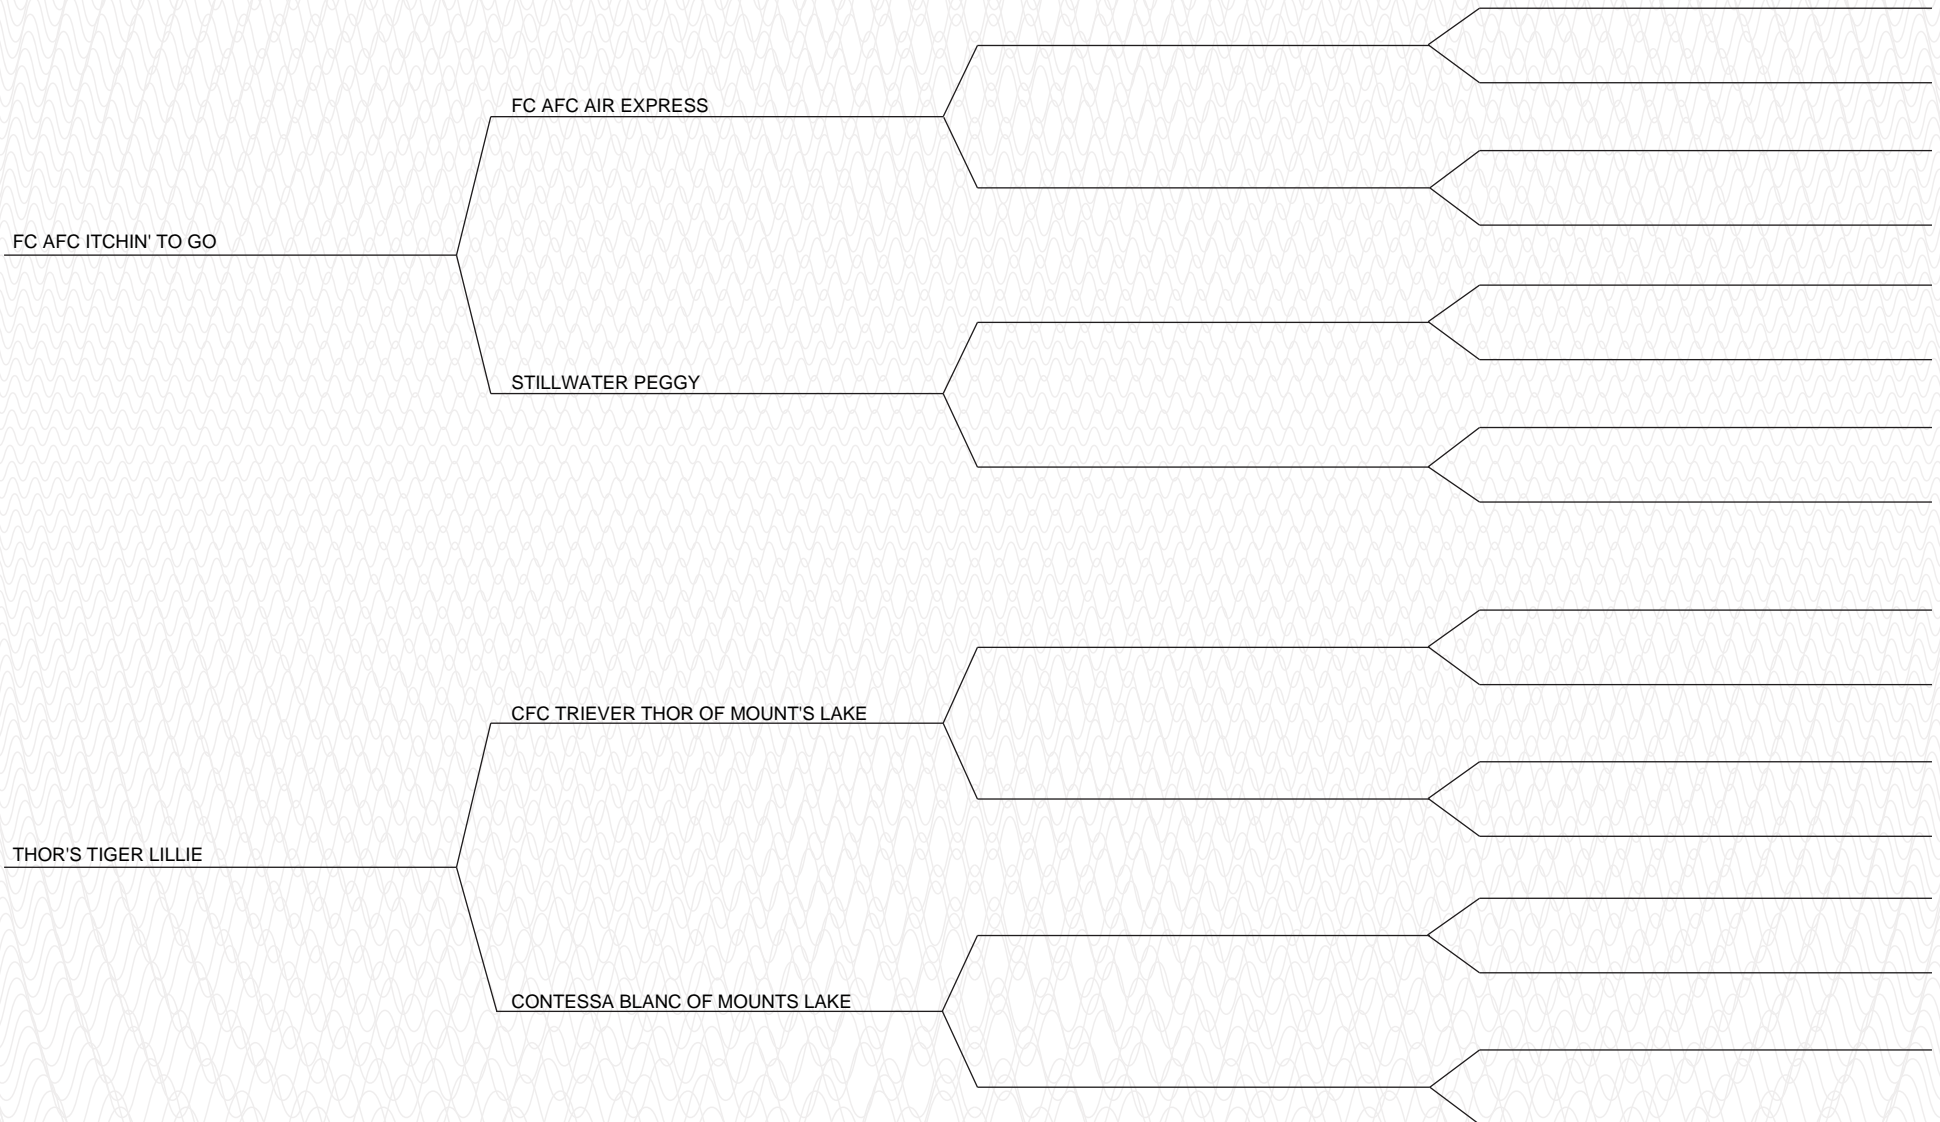 FC AFC AIR EXPRESS
FC AFC ITCHIN' TO GO
STILLWATER PEGGY
CFC TRIEVER THOR OF MOUNT'S LAKE
THOR'S TIGER LILLIE
CONTESSA BLANC OF MOUNTS LAKE